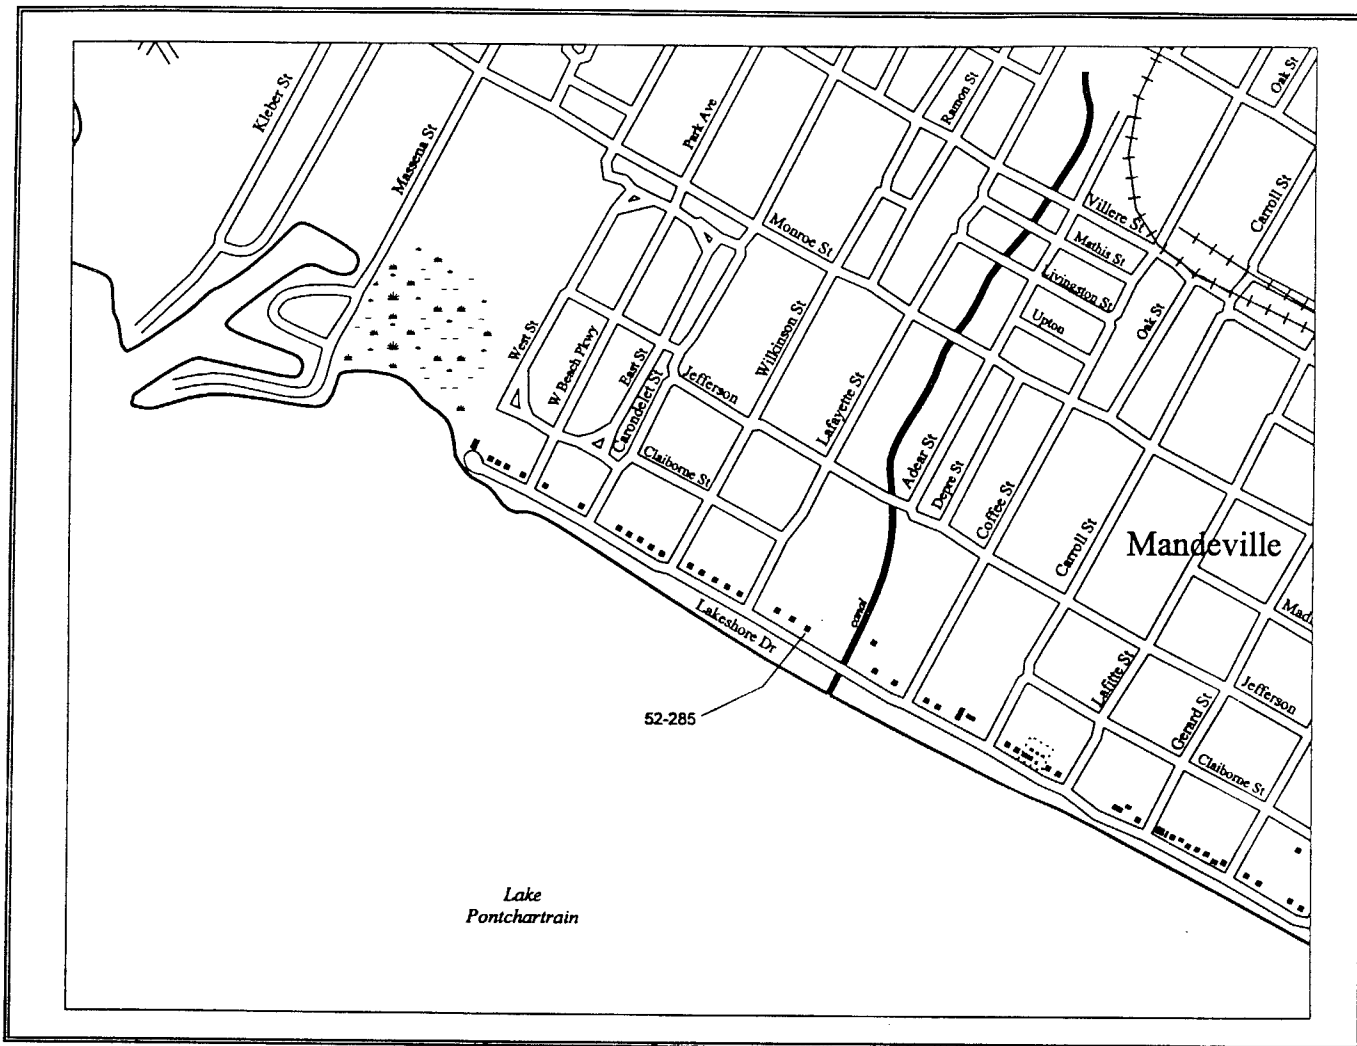 Kleber St
Massena St
Park Ave
Ramon St
Oak St
Carroll St
Villere St
Mathis St
Livingston St
Upton
Oak St
Monroe St
Wilkinson St
Lafayette St
West St
W Beach Pkwy
East St
Carondelet St
Jefferson
Claiborne St
Adear St
Depre St
Coffee St
Carroll St
Mandeville
Madi
canal
Lakeshore Dr
52-285
Lafitte St
Gerard St
Jefferson
Claiborne St
Lake
Pontchartrain